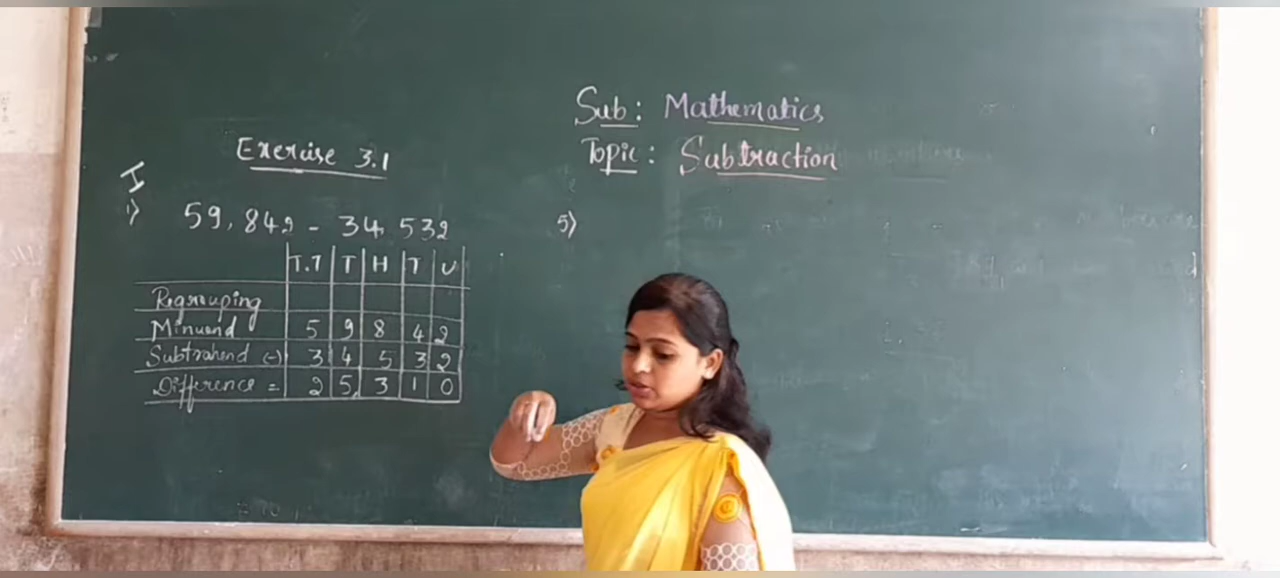 Sub: Mathematics
Topic: Subtraction
Exercise 3.1
I
1) 59,842 - 34,532
T.T T H T U
Regrouping
Minuend 5 9 8 4 2
Subtrahend (-) 3 4 5 3 2
Difference = 2 5, 3 1 0
5)